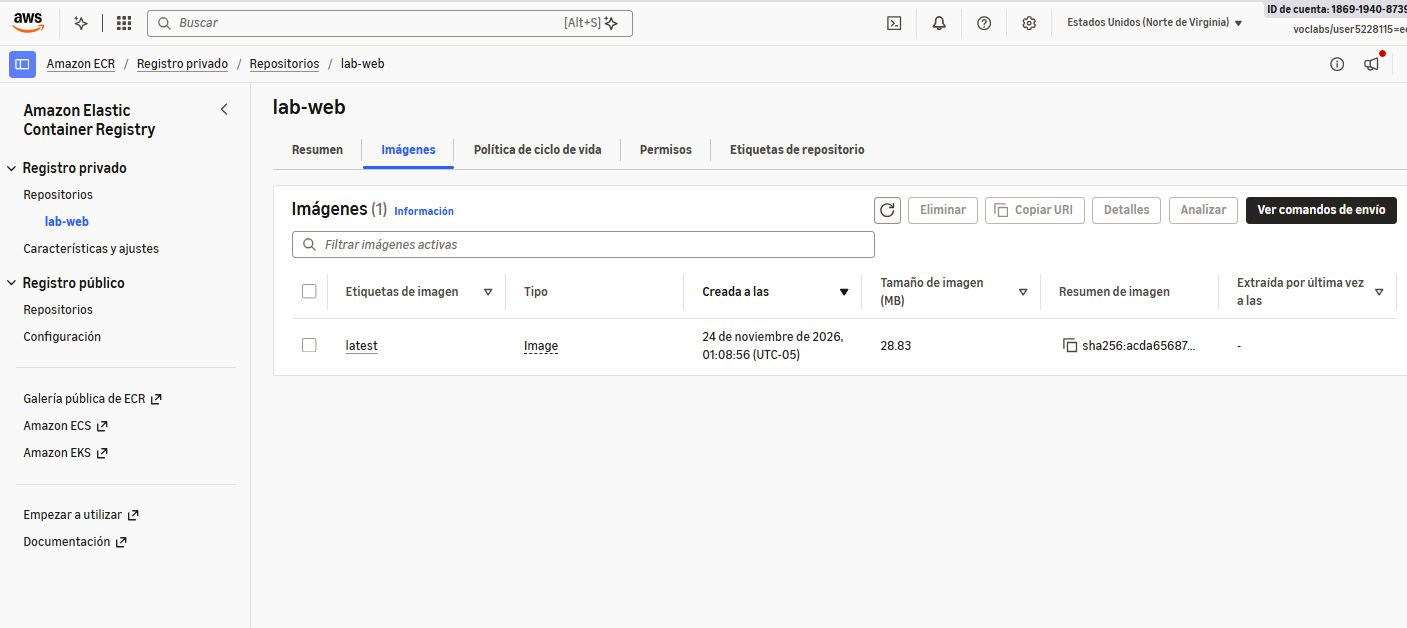 aws
Buscar
[Alt+S]
Estados Unidos (Norte de Virginia)
ID de cuenta: 1869-1940-8739
voclabs/user5228115=
Amazon ECR / Registro privado / Repositorios / lab-web
Amazon Elastic
Container Registry
Registro privado
Repositorios
lab-web
Características y ajustes
Registro público
Repositorios
Configuración
Galería pública de ECR
Amazon ECS
Amazon EKS
Empezar a utilizar
Documentación
lab-web
Resumen
Imágenes
Política de ciclo de vida
Permisos
Etiquetas de repositorio
Imágenes (1) Información
Eliminar
Copiar URI
Detalles
Analizar
Ver comandos de envío
Filtrar imágenes activas
Etiquetas de imagen
Tipo
Creada a las
Tamaño de imagen
(MB)
Resumen de imagen
Extraída por última vez
a las
latest
Image
24 de noviembre de 2026,
01:08:56 (UTC-05)
28.83
sha256:acda65687...
-